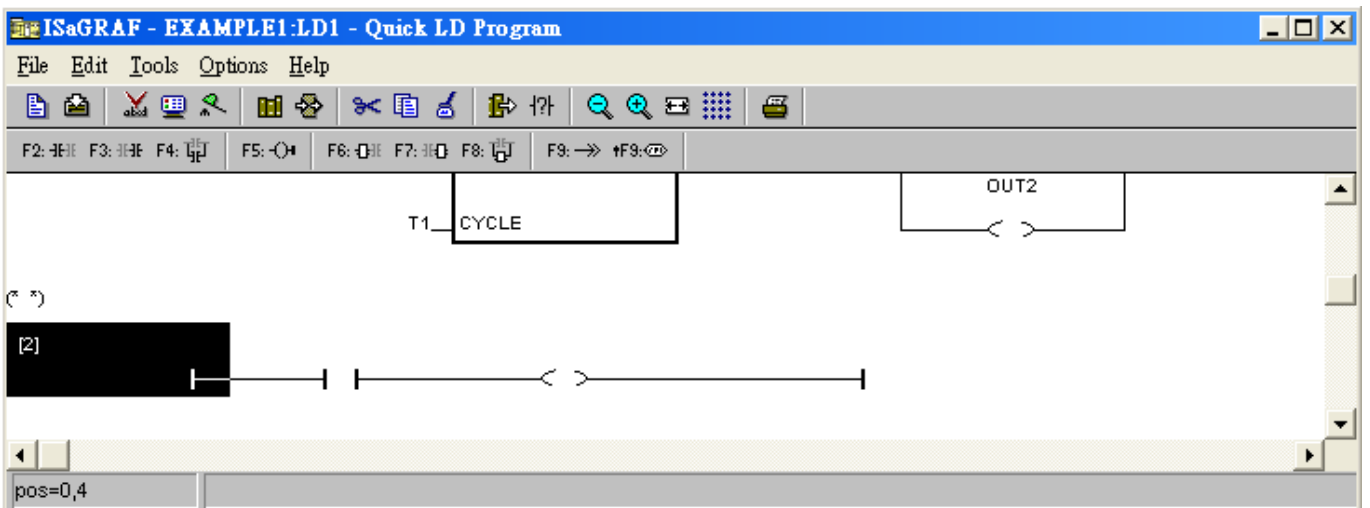 ISaGRAF - EXAMPLE1:LD1 - Quick LD Program
File Edit Tools Options Help
F2: F3: F4: F5: F6: F7: F8: F9: F9:
OUT2
T1 CYCLE
(* *)
[2]
pos=0,4